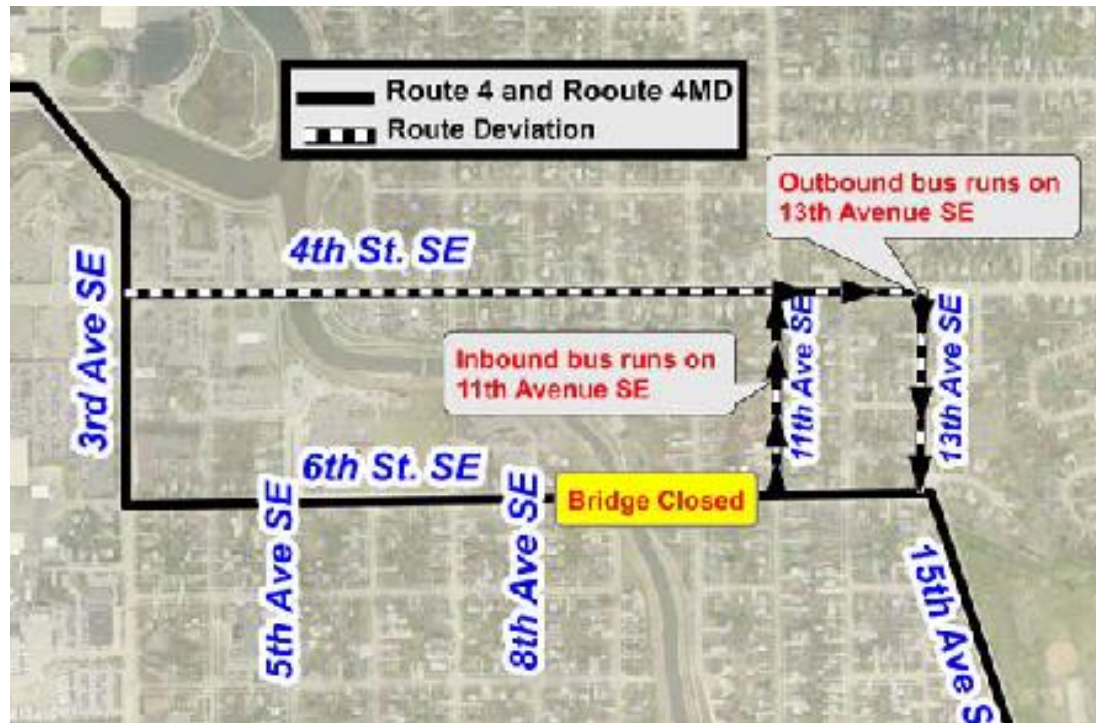 Route 4 and Rooute 4MD
Route Deviation
Outbound bus runs on
13th Avenue SE
4th St. SE
3rd Ave SE
Inbound bus runs on
11th Avenue SE
11th Ave SE
13th Ave SE
6th St. SE
Bridge Closed
5th Ave SE
8th Ave SE
15th Ave S